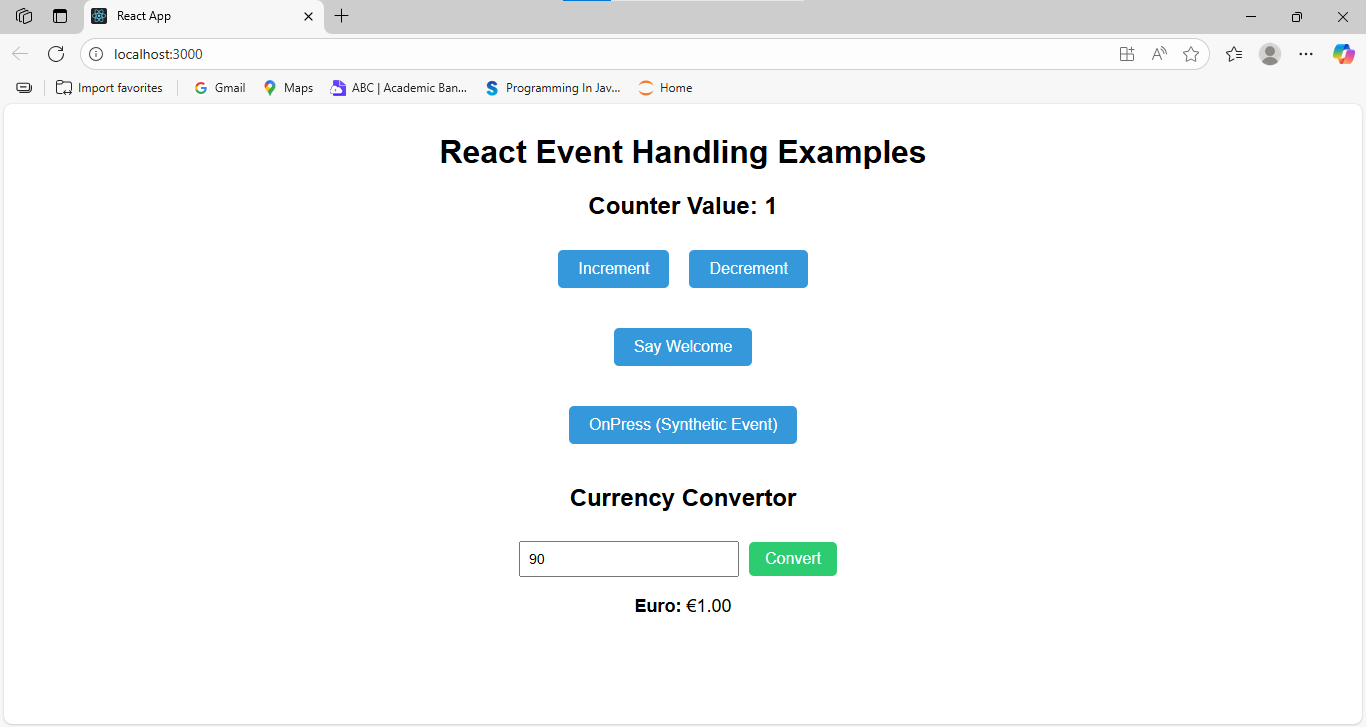 React App
localhost:3000
Import favorites Gmail Maps ABC | Academic Ban... Programming In Jav... Home
React Event Handling Examples
Counter Value: 1
Increment Decrement
Say Welcome
OnPress (Synthetic Event)
Currency Convertor
90 Convert
Euro: €1.00